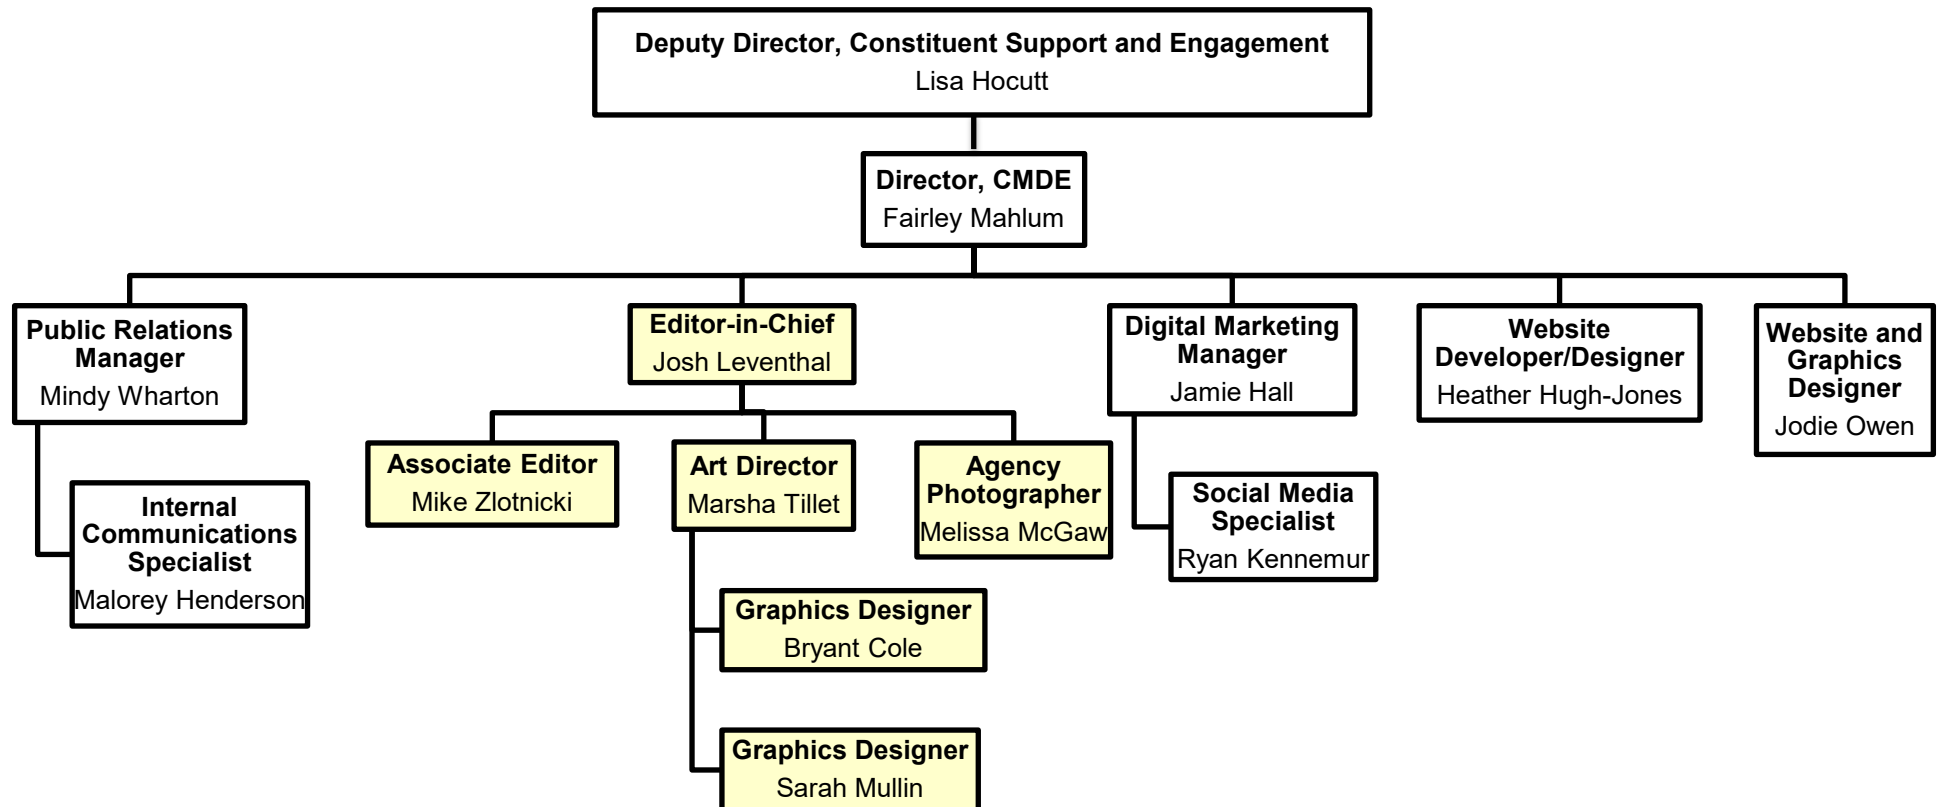 Deputy Director, Constituent Support and Engagement
Lisa Hocutt
Director, CMDE
Fairley Mahlum
Public Relations
Manager
Mindy Wharton
Editor-in-Chief
Josh Leventhal
Digital Marketing
Manager
Jamie Hall
Website
Developer/Designer
Heather Hugh-Jones
Website and
Graphics
Designer
Jodie Owen
Internal
Communications
Specialist
Malorey Henderson
Associate Editor
Mike Zlotnicki
Art Director
Marsha Tillet
Agency
Photographer
Melissa McGaw
Social Media
Specialist
Ryan Kennemur
Graphics Designer
Bryant Cole
Graphics Designer
Sarah Mullin